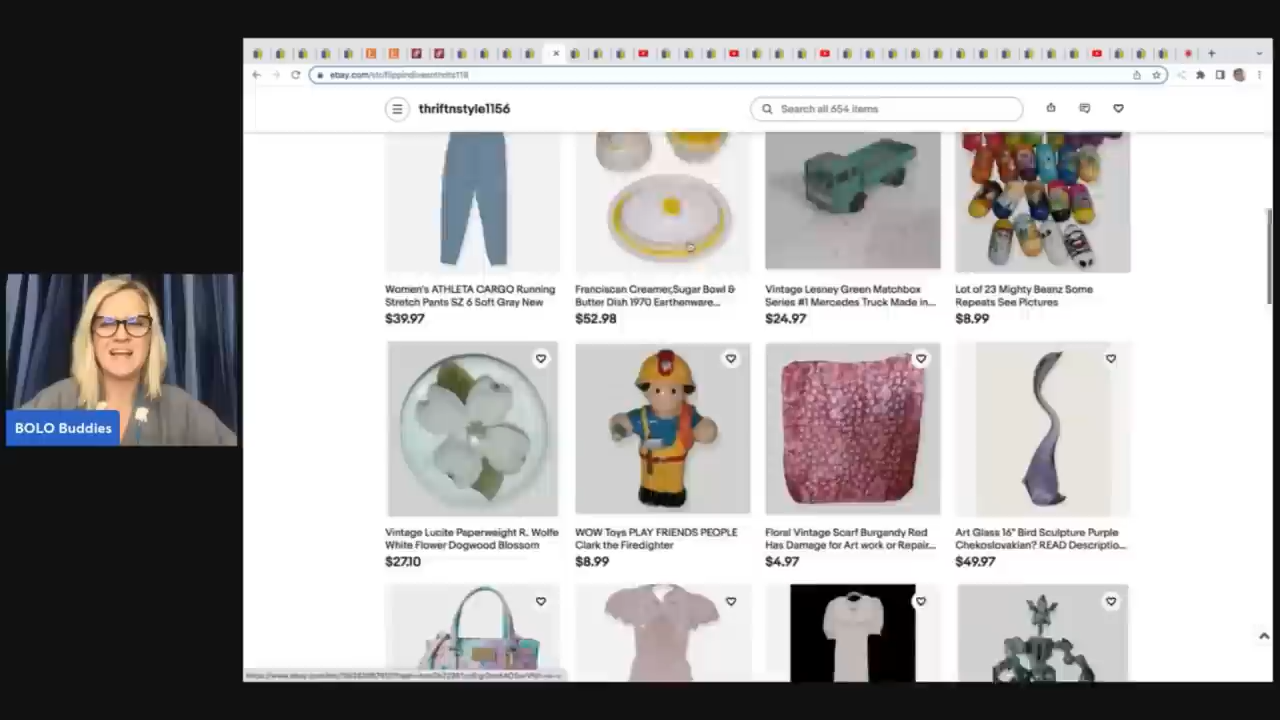 thriftnstyle1156
Search all 654 items
Women's ATHLETA CARGO Running
Stretch Pants SZ 6 Soft Gray New
$39.97
Franciscan Creamer,Sugar Bowl &
Butter Dish 1970 Earthenware...
$52.98
Vintage Lesney Green Matchbox
Series #1 Mercedes Truck Made in...
$24.97
Lot of 23 Mighty Beanz Some
Repeats See Pictures
$8.99
BOLO Buddies
Vintage Lucite Paperweight R. Wolfe
White Flower Dogwood Blossom
$27.10
WOW Toys PLAY FRIENDS PEOPLE
Clark the Firedighter
$8.99
Floral Vintage Scarf Burgandy Red
Has Damage for Art work or Repair...
$4.97
Art Glass 16" Bird Sculpture Purple
Chekoslovakian? READ Descriptio...
$49.97